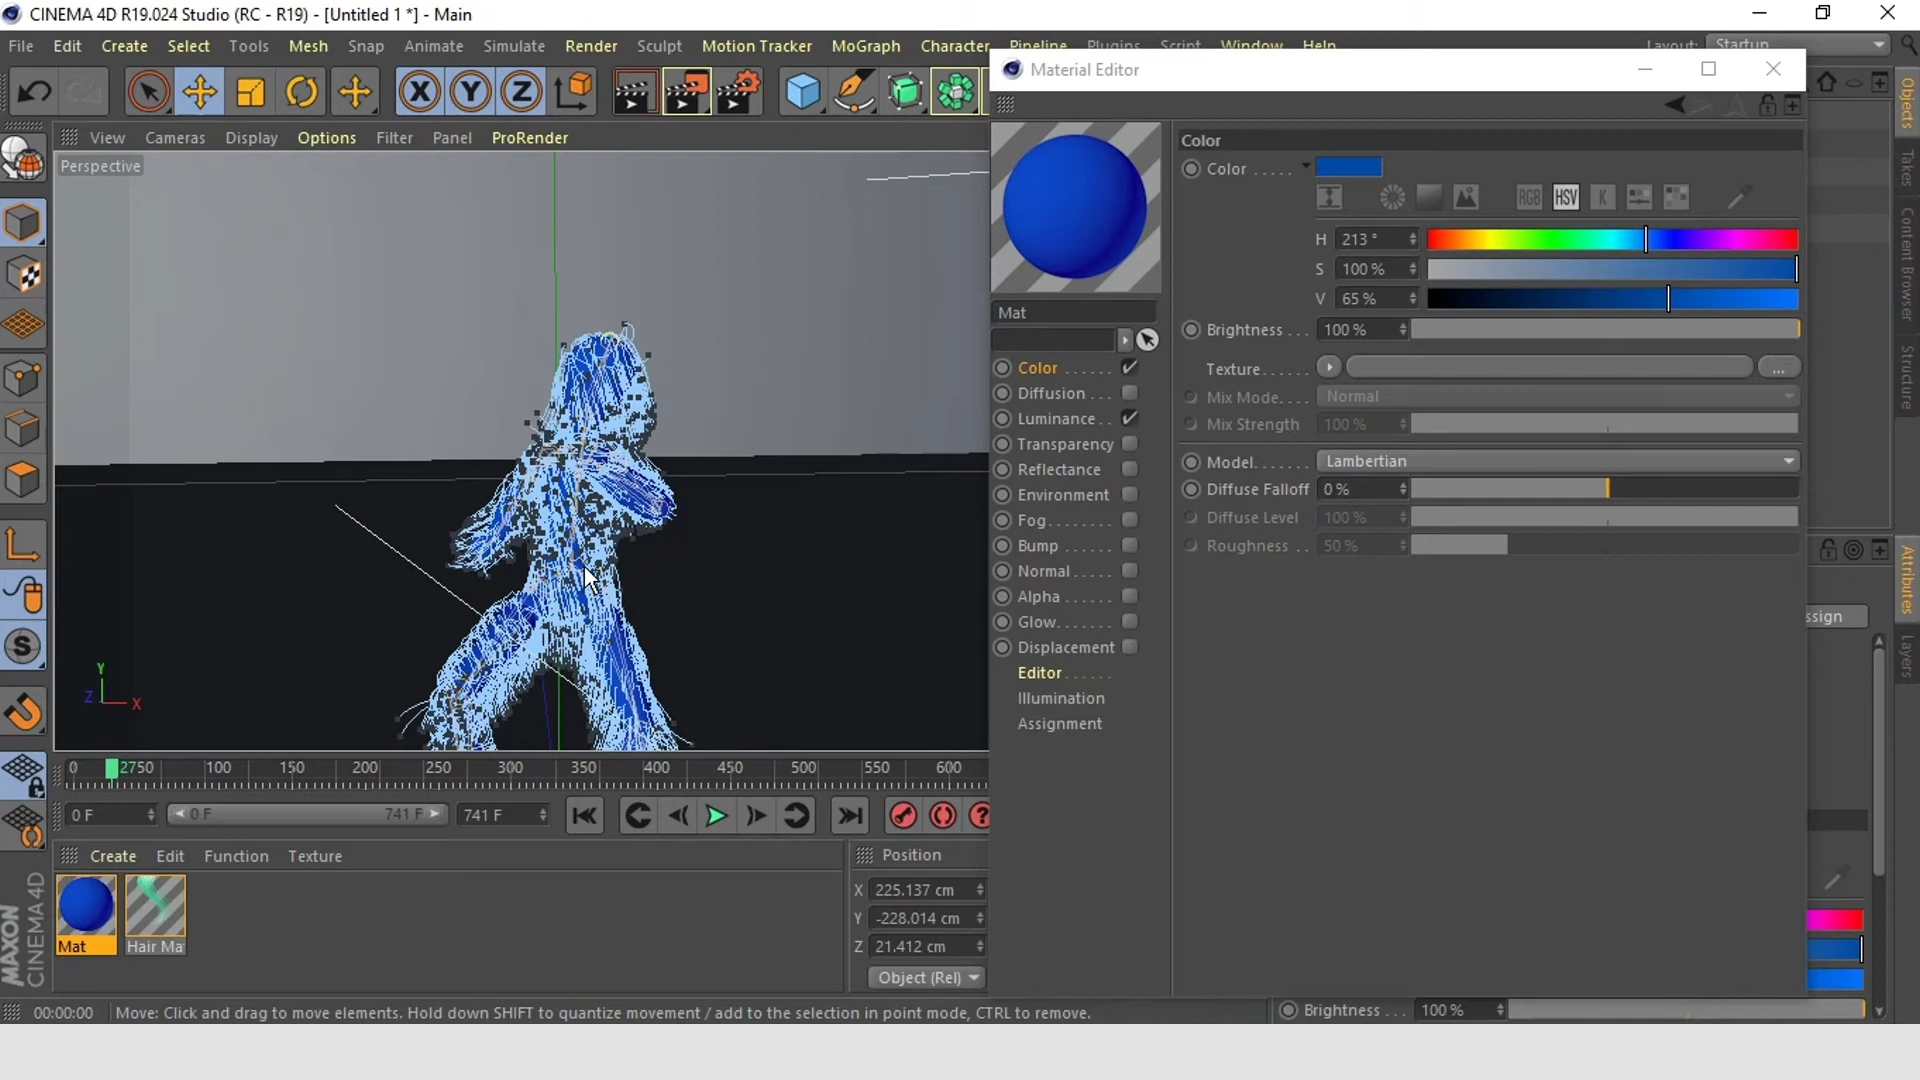 CINEMA 4D R19.024 Studio (RC - R19) - [Untitled 1 *] - Main
File Edit Create Select Tools Mesh Snap Animate Simulate Render Sculpt Motion Tracker MoGraph Character Pipeline Plugins Script Window Help Layout: Startup
Material Editor
View Cameras Display Options Filter Panel ProRender
Perspective
Color
Color . . . . .
RGB HSV K
H 213 °
S 100 %
V 65 %
Mat
Brightness . . . 100 %
Texture. . . . . . ...
Mix Mode. . . . Normal
Mix Strength 100 %
Model. . . . . . . Lambertian
Diffuse Falloff 0 %
Diffuse Level 100 %
Roughness . . 50 %
Color . . . . . .
Diffusion . . .
Luminance . .
Transparency
Reflectance
Environment
Fog. . . . . . . .
Bump . . . . . .
Normal . . . . .
Alpha . . . . . .
Glow. . . . . . .
Displacement
Editor . . . . . .
Illumination
Assignment
Objects
Takes
Content Browser
Structure
Attributes
Layers
ssign
Y
Z X
0 2750 100 150 200 250 300 350 400 450 500 550 600
0 F 0 F 741 F 741 F
Create Edit Function Texture
Position
X 225.137 cm
Y -228.014 cm
Z 21.412 cm
Object (Rel)
Mat Hair Ma
MAXON
CINEMA 4D
00:00:00 Move: Click and drag to move elements. Hold down SHIFT to quantize movement / add to the selection in point mode, CTRL to remove.
Brightness . . . 100 %